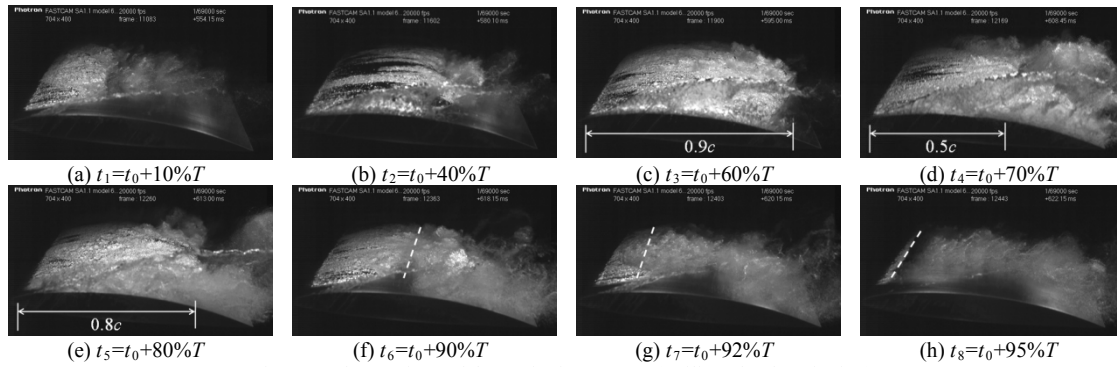 Photron FASTCAM SA1.1 model 6... 20000 fps 1/69000 sec
704 x 400 frame : 11083 +554.15 ms
(a) t₁=t₀+10%T
Photron FASTCAM SA1.1 model 6... 20000 fps 1/69000 sec
704 x 400 frame : 11602 +580.10 ms
(b) t₂=t₀+40%T
Photron FASTCAM SA1.1 model 6... 20000 fps 1/69000 sec
704 x 400 frame : 11900 +595.00 ms
0.9c
(c) t₃=t₀+60%T
Photron FASTCAM SA1.1 model 6... 20000 fps 1/69000 sec
704 x 400 frame : 12169 +608.45 ms
0.5c
(d) t₄=t₀+70%T
Photron FASTCAM SA1.1 model 6... 20000 fps 1/69000 sec
704 x 400 frame : 12260 +613.00 ms
0.8c
(e) t₅=t₀+80%T
Photron FASTCAM SA1.1 model 6... 20000 fps 1/69000 sec
704 x 400 frame : 12363 +618.15 ms
(f) t₆=t₀+90%T
Photron FASTCAM SA1.1 model 6... 20000 fps 1/69000 sec
704 x 400 frame : 12403 +620.15 ms
(g) t₇=t₀+92%T
Photron FASTCAM SA1.1 model 6... 20000 fps 1/69000 sec
704 x 400 frame : 12443 +622.15 ms
(h) t₈=t₀+95%T